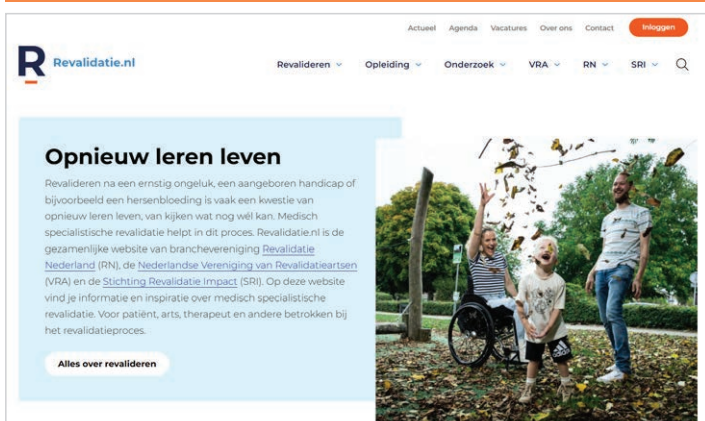 Actueel Agenda Vacatures Over ons Contact Inloggen
R Revalidatie.nl
Revalideren Opleiding Onderzoek VRA RN SRI
Opnieuw leren leven
Revalideren na een ernstig ongeluk, een aangeboren handicap of
bijvoorbeeld een hersenbloeding is vaak een kwestie van
opnieuw leren leven, van kijken wat nog wél kan. Medisch
specialistische revalidatie helpt in dit proces. Revalidatie.nl is de
gezamenlijke website van branchevereniging Revalidatie
Nederland (RN), de Nederlandse Vereniging van Revalidatieartsen
(VRA) en de Stichting Revalidatie Impact (SRI). Op deze website
vind je informatie en inspiratie over medisch specialistische
revalidatie. Voor patiënt, arts, therapeut en andere betrokken bij
het revalidatieproces.
Alles over revalideren